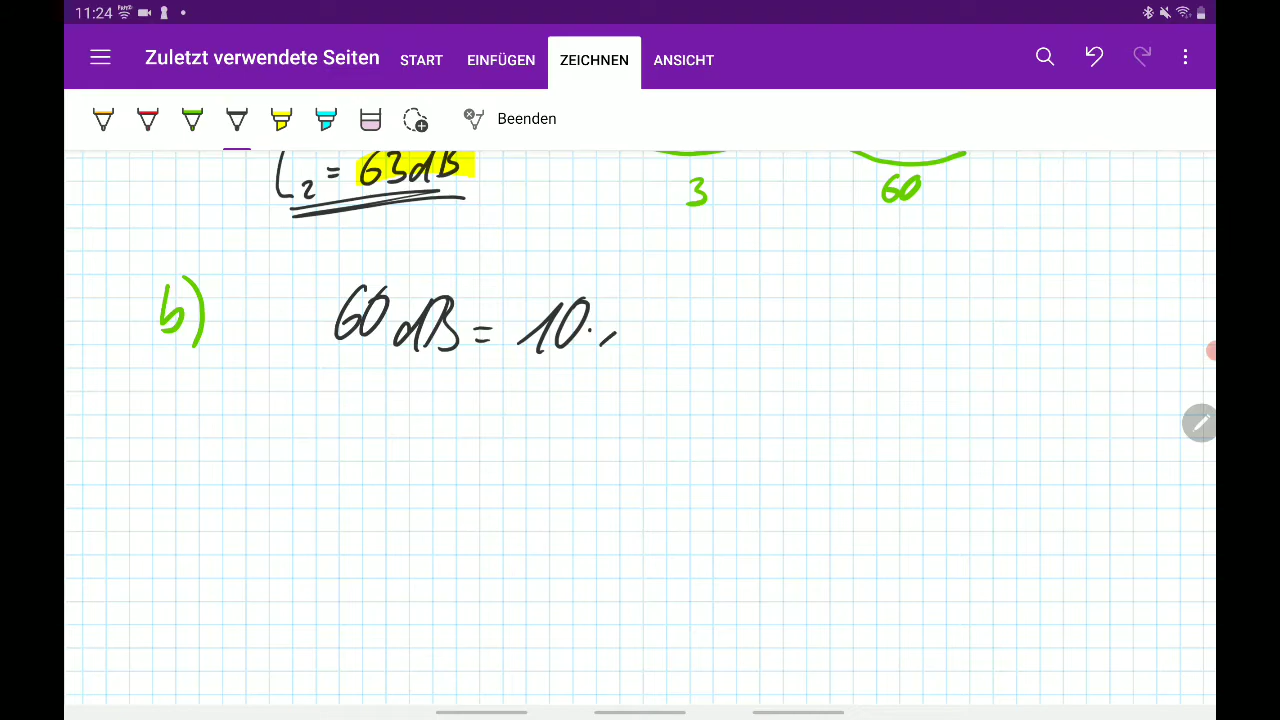 11:24
Zuletzt verwendete Seiten START EINFÜGEN ZEICHNEN ANSICHT
Beenden
L2 = 63dB
3 60
b) 60 dB = 10 ·